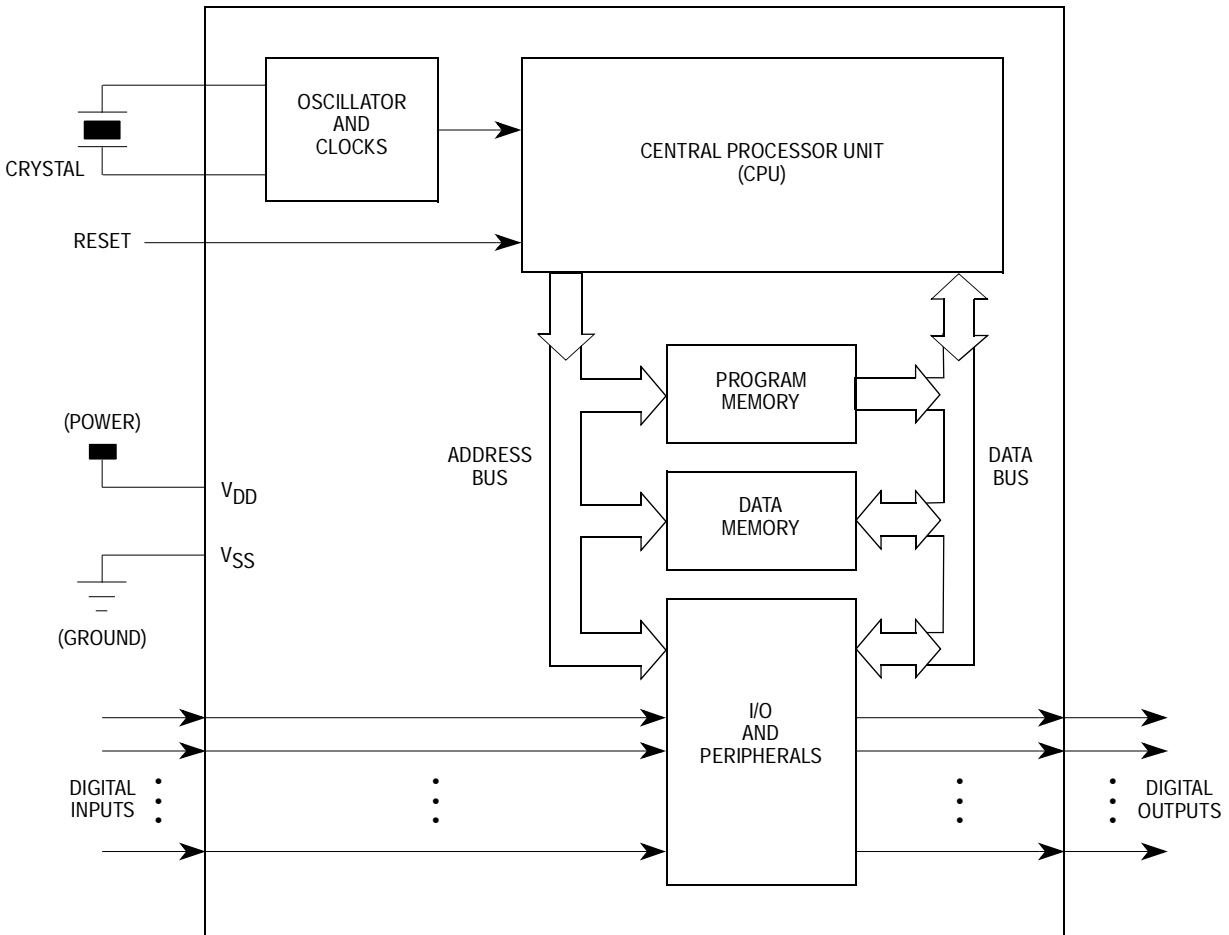 OSCILLATOR
AND
CLOCKS
CENTRAL PROCESSOR UNIT
(CPU)
CRYSTAL
RESET
PROGRAM
MEMORY
(POWER)
ADDRESS
BUS
DATA
BUS
VDD
DATA
MEMORY
VSS
(GROUND)
I/O
AND
PERIPHERALS
DIGITAL
INPUTS
DIGITAL
OUTPUTS